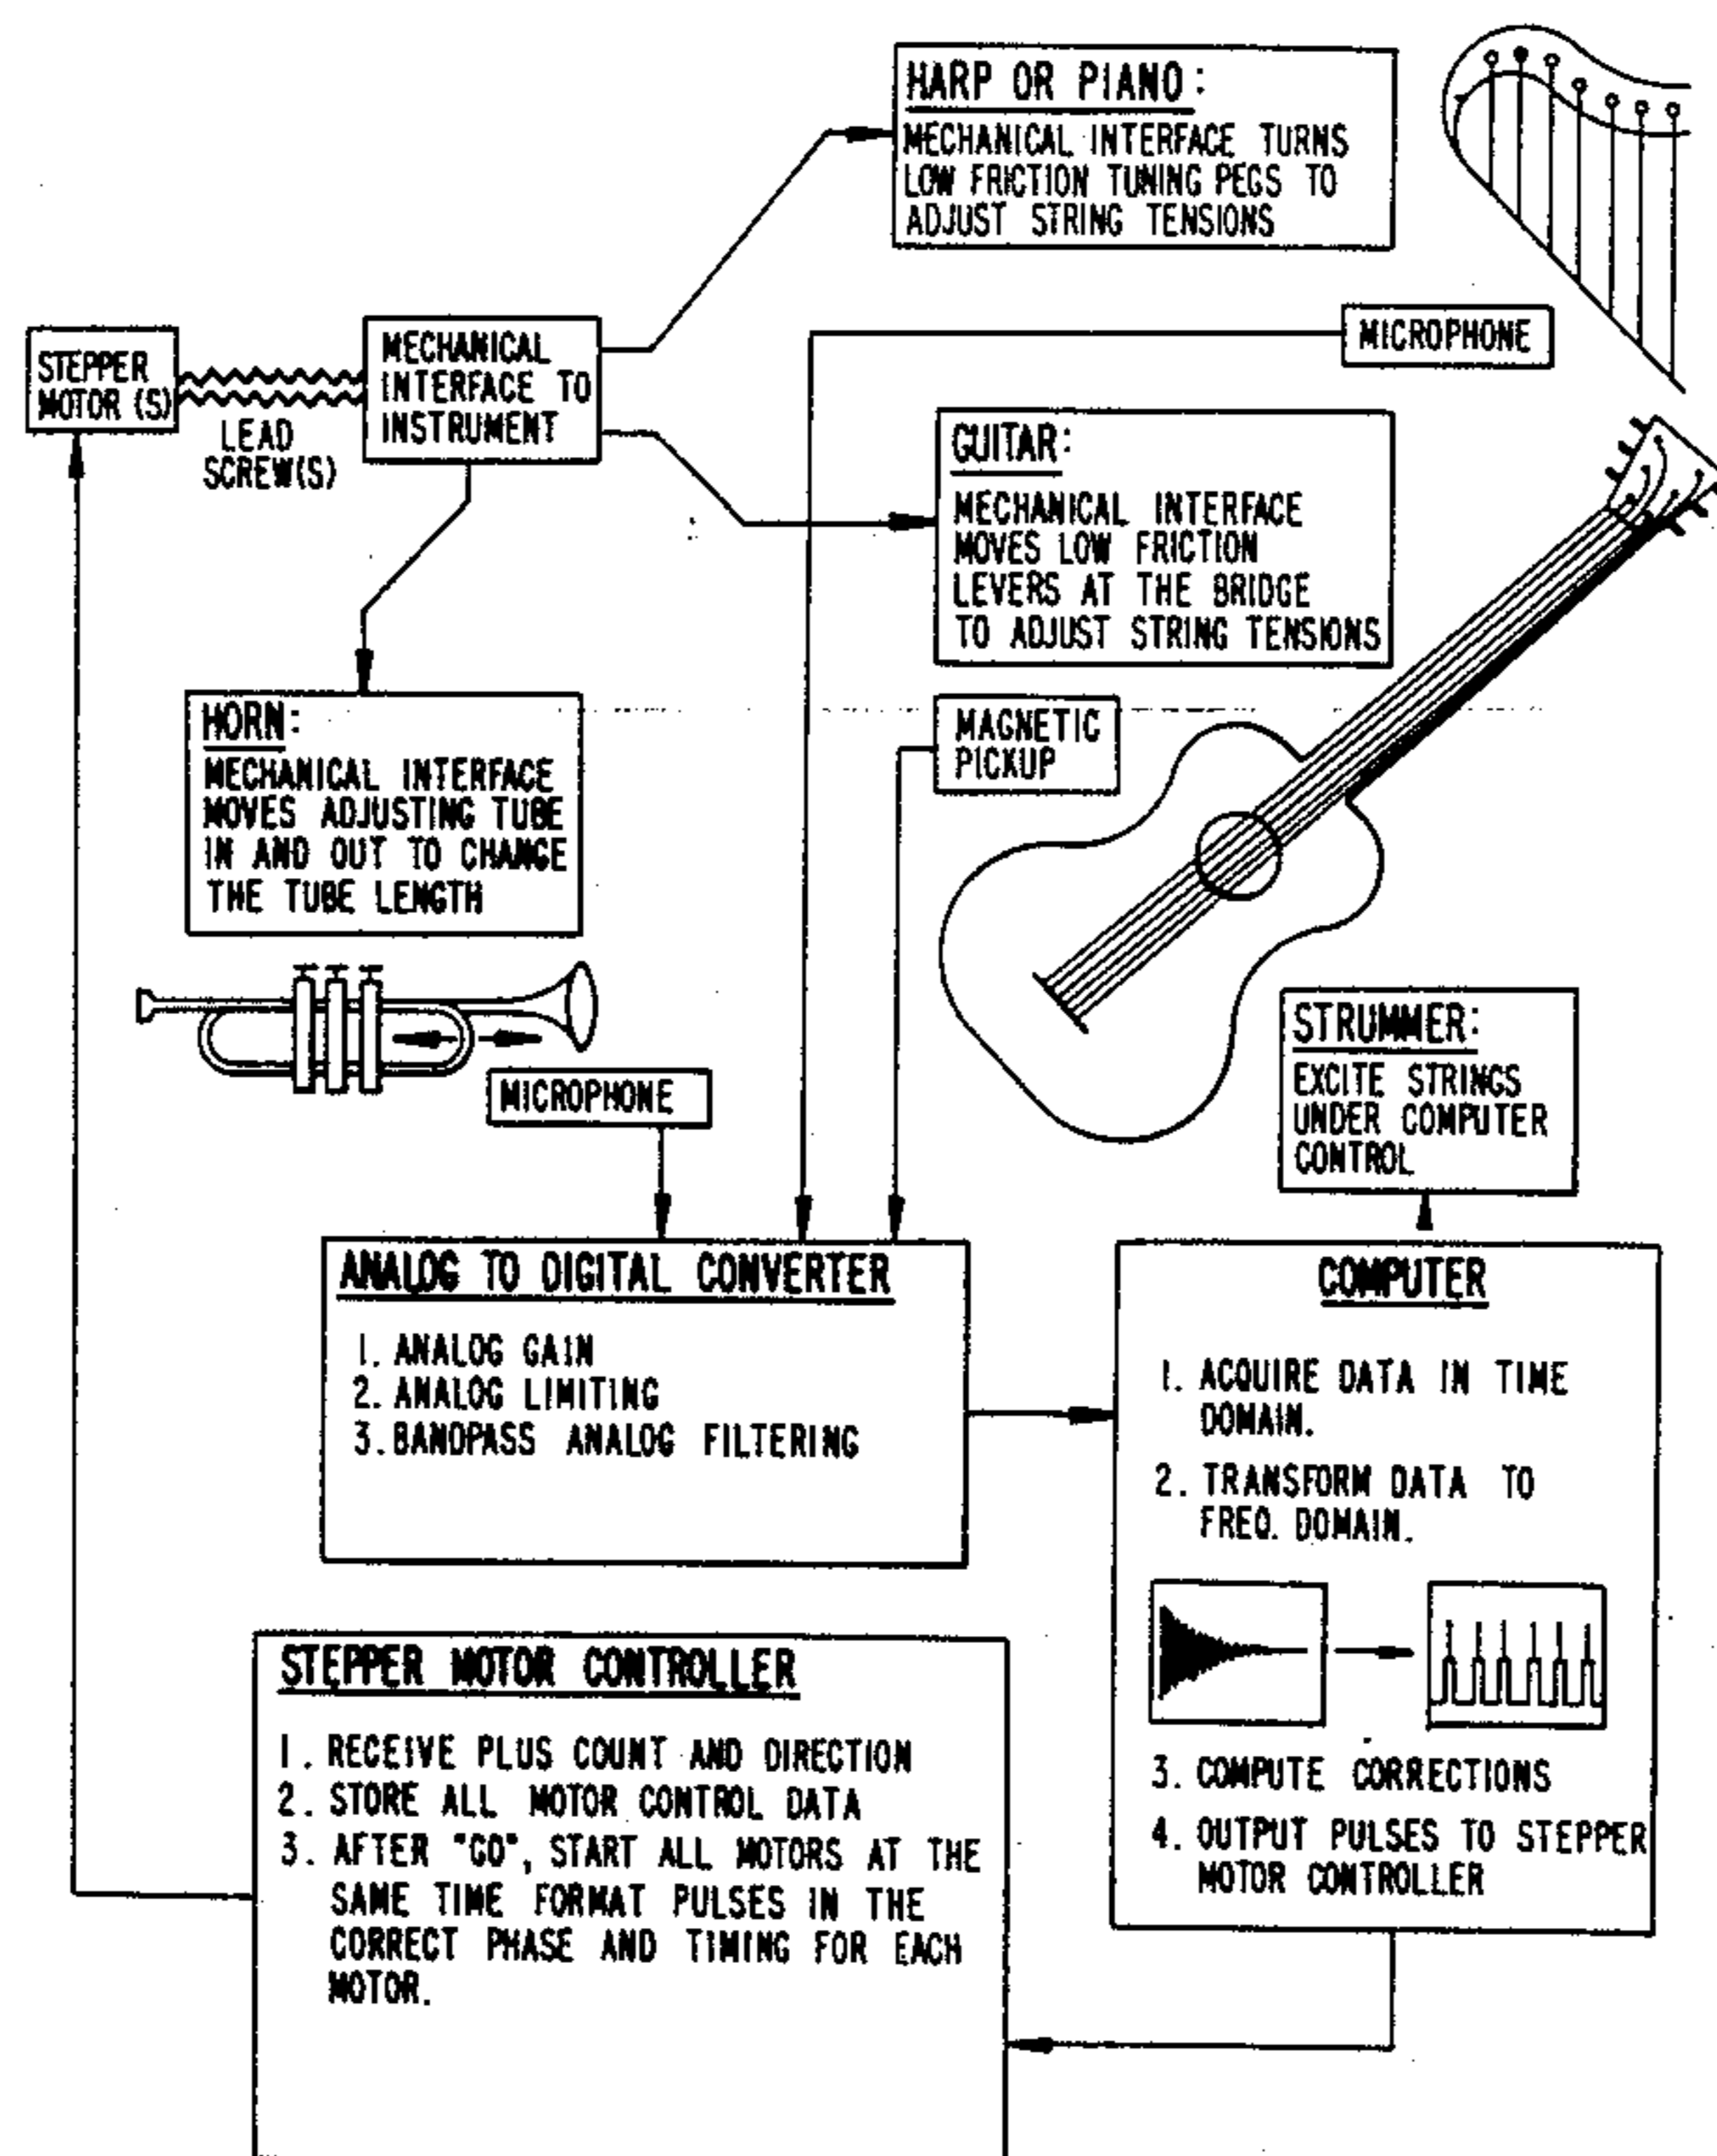 HARP OR PIANO:
MECHANICAL INTERFACE TURNS
LOW FRICTION TUNING PEGS TO
ADJUST STRING TENSIONS
MICROPHONE
STEPPER
MOTOR (S)
LEAD
SCREW(S)
MECHANICAL
INTERFACE TO
INSTRUMENT
GUITAR:
MECHANICAL INTERFACE
MOVES LOW FRICTION
LEVERS AT THE BRIDGE
TO ADJUST STRING TENSIONS
HORN:
MECHANICAL INTERFACE
MOVES ADJUSTING TUBE
IN AND OUT TO CHANGE
THE TUBE LENGTH
MAGNETIC
PICKUP
MICROPHONE
STRUMMER:
EXCITE STRINGS
UNDER COMPUTER
CONTROL
ANALOG TO DIGITAL CONVERTER
1. ANALOG GAIN
2. ANALOG LIMITING
3. BANDPASS ANALOG FILTERING
COMPUTER
1. ACQUIRE DATA IN TIME
DOMAIN.
2. TRANSFORM DATA TO
FREQ. DOMAIN.
3. COMPUTE CORRECTIONS
4. OUTPUT PULSES TO STEPPER
MOTOR CONTROLLER
STEPPER MOTOR CONTROLLER
1. RECEIVE PLUS COUNT AND DIRECTION
2. STORE ALL MOTOR CONTROL DATA
3. AFTER "GO", START ALL MOTORS AT THE
SAME TIME FORMAT PULSES IN THE
CORRECT PHASE AND TIMING FOR EACH
MOTOR.